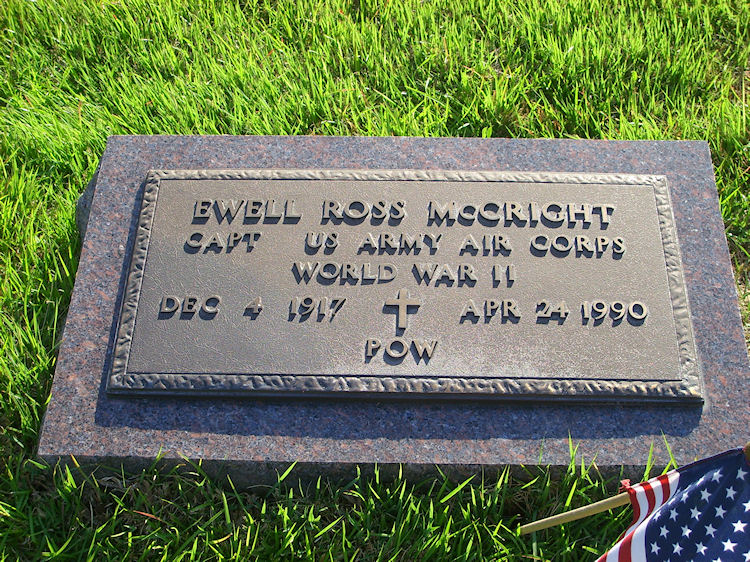 EWELL ROSS McCRIGHT
CAPT US ARMY AIR CORPS
WORLD WAR II
DEC 4 1917 APR 24 1990
POW